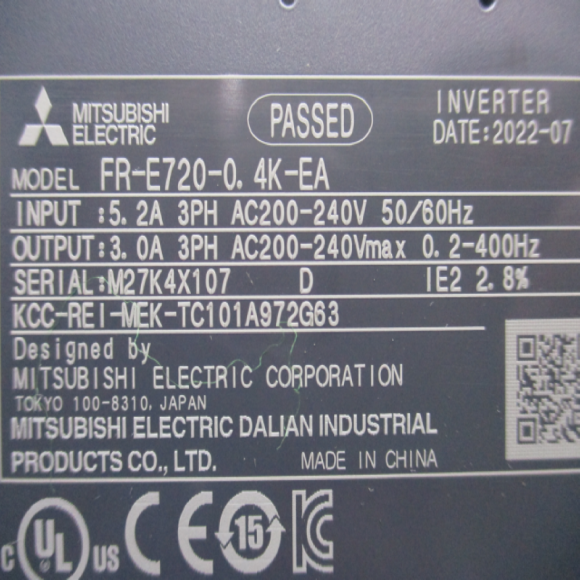 MITSUBISHI
ELECTRIC
PASSED
INVERTER
DATE:2022-07
MODEL FR-E720-0.4K-EA
INPUT :5.2A 3PH AC200-240V 50/60Hz
OUTPUT:3.0A 3PH AC200-240Vmax 0.2-400Hz
SERIAL:M27K4X107 D IE2 2.8%
KCC-REI-MEK-TC101A972G63
Designed by
MITSUBISHI ELECTRIC CORPORATION
TOKYO 100-8310, JAPAN
MITSUBISHI ELECTRIC DALIAN INDUSTRIAL
PRODUCTS CO., LTD. MADE IN CHINA
c UL US CE 15 KC